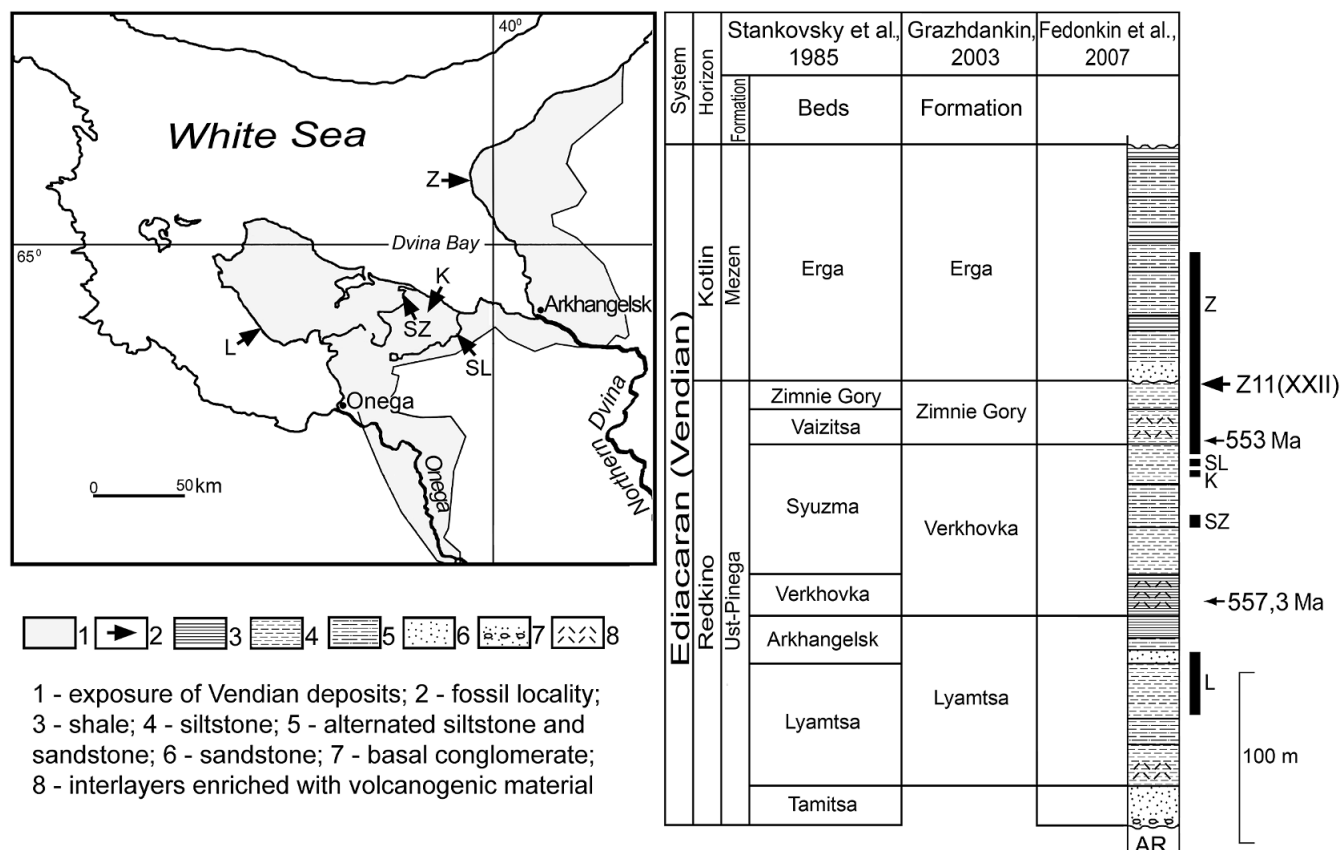 40⁰
White Sea
Z
65⁰
Dvina Bay
K
Arkhangelsk
SZ
L
SL
Onega
Onega
Northern Dvina
0 50 km
1 2 3 4 5 6 7 8
1 - exposure of Vendian deposits; 2 - fossil locality;
3 - shale; 4 - siltstone; 5 - alternated siltstone and
sandstone; 6 - sandstone; 7 - basal conglomerate;
8 - interlayers enriched with volcanogenic material
System
Horizon
Stankovsky et al.,
1985
Grazhdankin,
2003
Fedonkin et al.,
2007
Formation
Beds
Formation
Ediacaran (Vendian)
Kotlin
Mezen
Erga
Erga
Z
Redkino
Ust-Pinega
Zimnie Gory
Zimnie Gory
Z11(XXII)
Vaizitsa
553 Ma
SL
K
Syuzma
Verkhovka
SZ
Verkhovka
557,3 Ma
Arkhangelsk
Lyamtsa
Lyamtsa
L
100 m
Tamitsa
AR